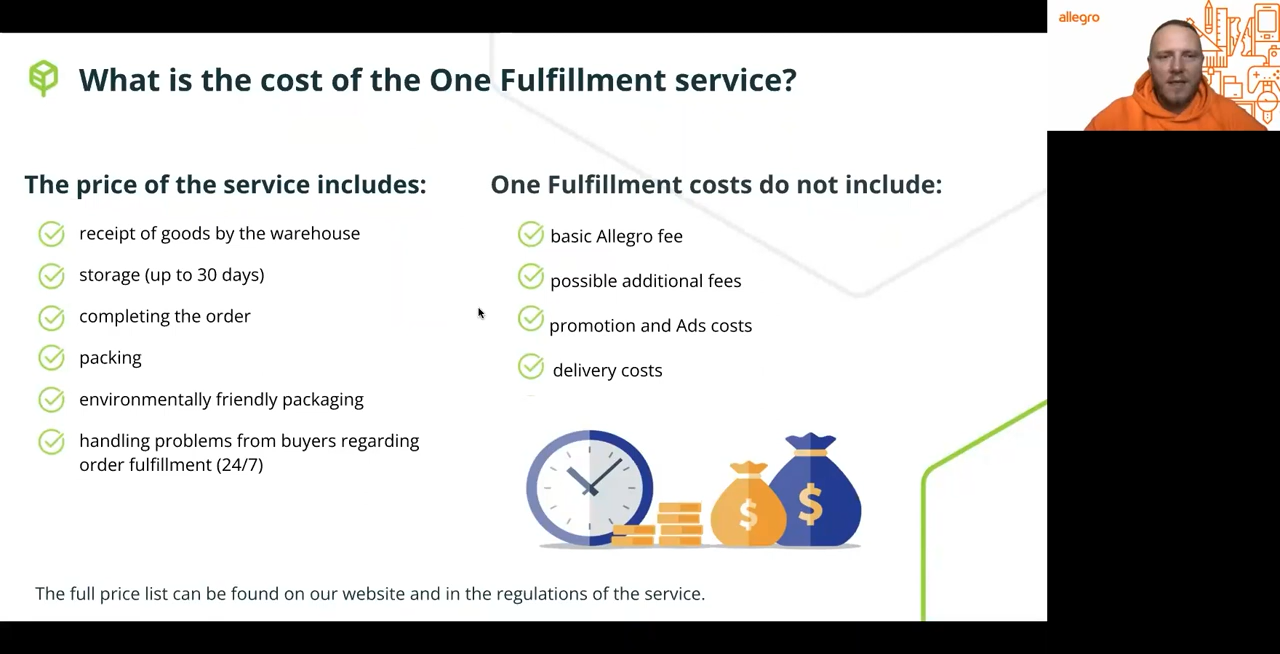 allegro
What is the cost of the One Fulfillment service?
The price of the service includes:
receipt of goods by the warehouse
storage (up to 30 days)
completing the order
packing
environmentally friendly packaging
handling problems from buyers regarding
order fulfillment (24/7)
One Fulfillment costs do not include:
basic Allegro fee
possible additional fees
promotion and Ads costs
delivery costs
$
$
The full price list can be found on our website and in the regulations of the service.